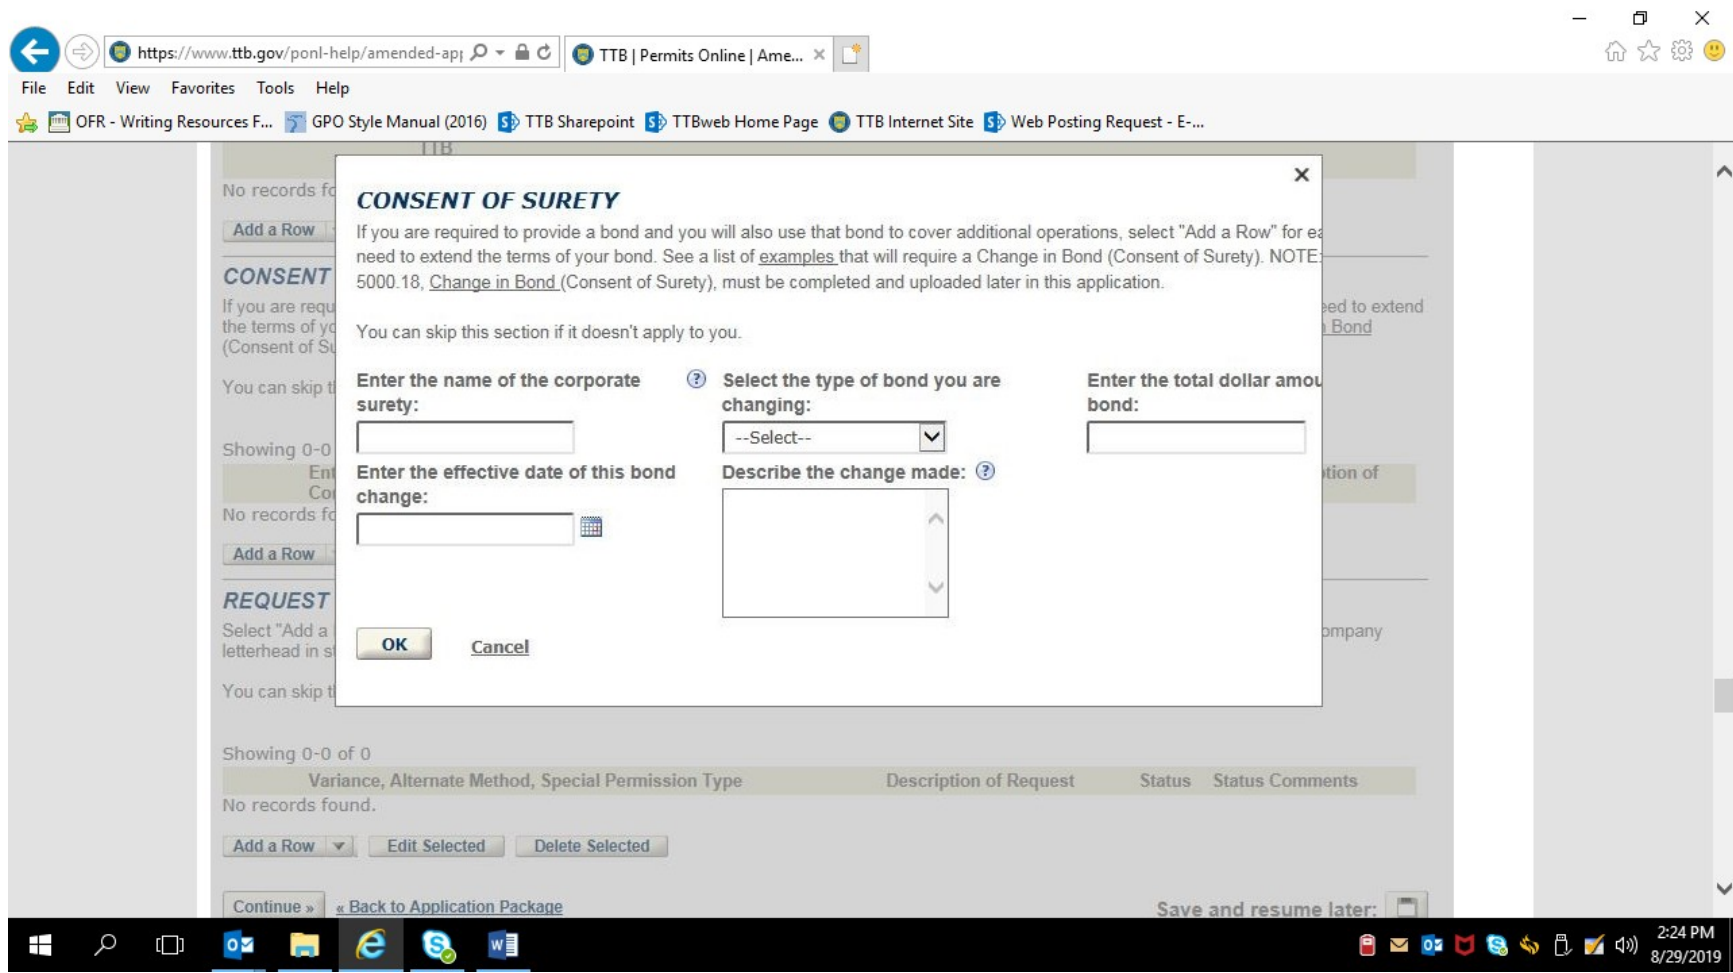 https://www.ttb.gov/ponl-help/amended-ap
TTB | Permits Online | Ame...
File Edit View Favorites Tools Help
OFR - Writing Resources F... GPO Style Manual (2016) TTB Sharepoint TTBweb Home Page TTB Internet Site Web Posting Request - E-...
TTB
No records fo
Add a Row
CONSENT
If you are requ
the terms of yo
(Consent of Su
You can skip t
Showing 0-0
No records fo
Add a Row
REQUEST
Select "Add a
letterhead in s
You can skip t
CONSENT OF SURETY
If you are required to provide a bond and you will also use that bond to cover additional operations, select "Add a Row" for ea
need to extend the terms of your bond. See a list of examples that will require a Change in Bond (Consent of Surety). NOTE:
5000.18, Change in Bond (Consent of Surety), must be completed and uploaded later in this application.
You can skip this section if it doesn't apply to you.
Enter the name of the corporate surety:
Select the type of bond you are changing:
--Select--
Enter the total dollar amou
bond:
Enter the effective date of this bond change:
Describe the change made:
OK Cancel
eed to extend
Bond
tion of
ompany
Showing 0-0 of 0
Variance, Alternate Method, Special Permission Type Description of Request Status Status Comments
No records found.
Add a Row Edit Selected Delete Selected
Continue » « Back to Application Package Save and resume later:
2:24 PM
8/29/2019